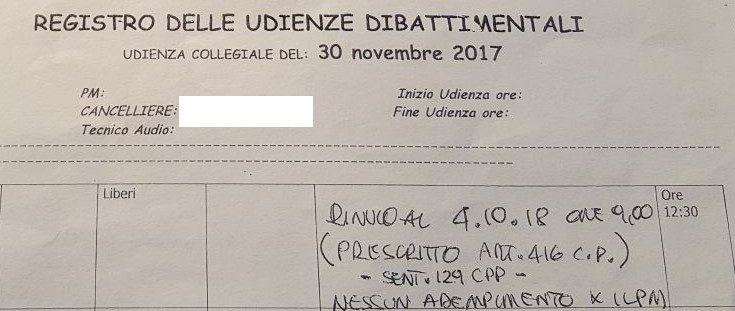 REGISTRO DELLE UDIENZE DIBATTIMENTALI
UDIENZA COLLEGIALE DEL: 30 novembre 2017
PM: Inizio Udienza ore:
CANCELLIERE: Fine Udienza ore:
Tecnico Audio:
Liberi
Ore
12:30
RINVIO AL 4.10.18 ORE 9,00
(PRESCRITTO ART. 416 C.P.)
- SENT. 129 CPP -
NESSUN ADEMPIMENTO X IL PM